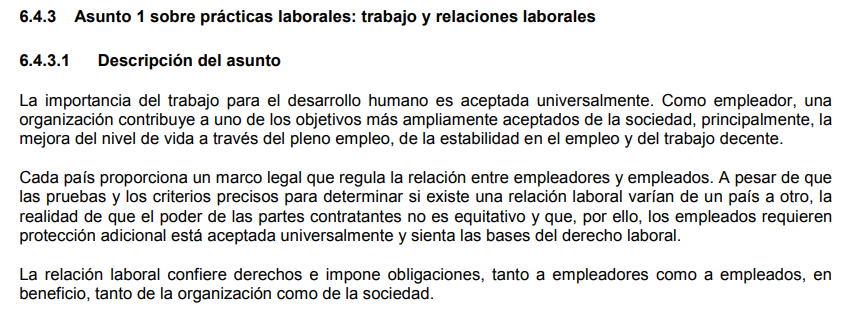 6.4.3 Asunto 1 sobre prácticas laborales: trabajo y relaciones laborales
6.4.3.1 Descripción del asunto
La importancia del trabajo para el desarrollo humano es aceptada universalmente. Como empleador, una
organización contribuye a uno de los objetivos más ampliamente aceptados de la sociedad, principalmente, la
mejora del nivel de vida a través del pleno empleo, de la estabilidad en el empleo y del trabajo decente.
Cada país proporciona un marco legal que regula la relación entre empleadores y empleados. A pesar de que
las pruebas y los criterios precisos para determinar si existe una relación laboral varían de un país a otro, la
realidad de que el poder de las partes contratantes no es equitativo y que, por ello, los empleados requieren
protección adicional está aceptada universalmente y sienta las bases del derecho laboral.
La relación laboral confiere derechos e impone obligaciones, tanto a empleadores como a empleados, en
beneficio, tanto de la organización como de la sociedad.